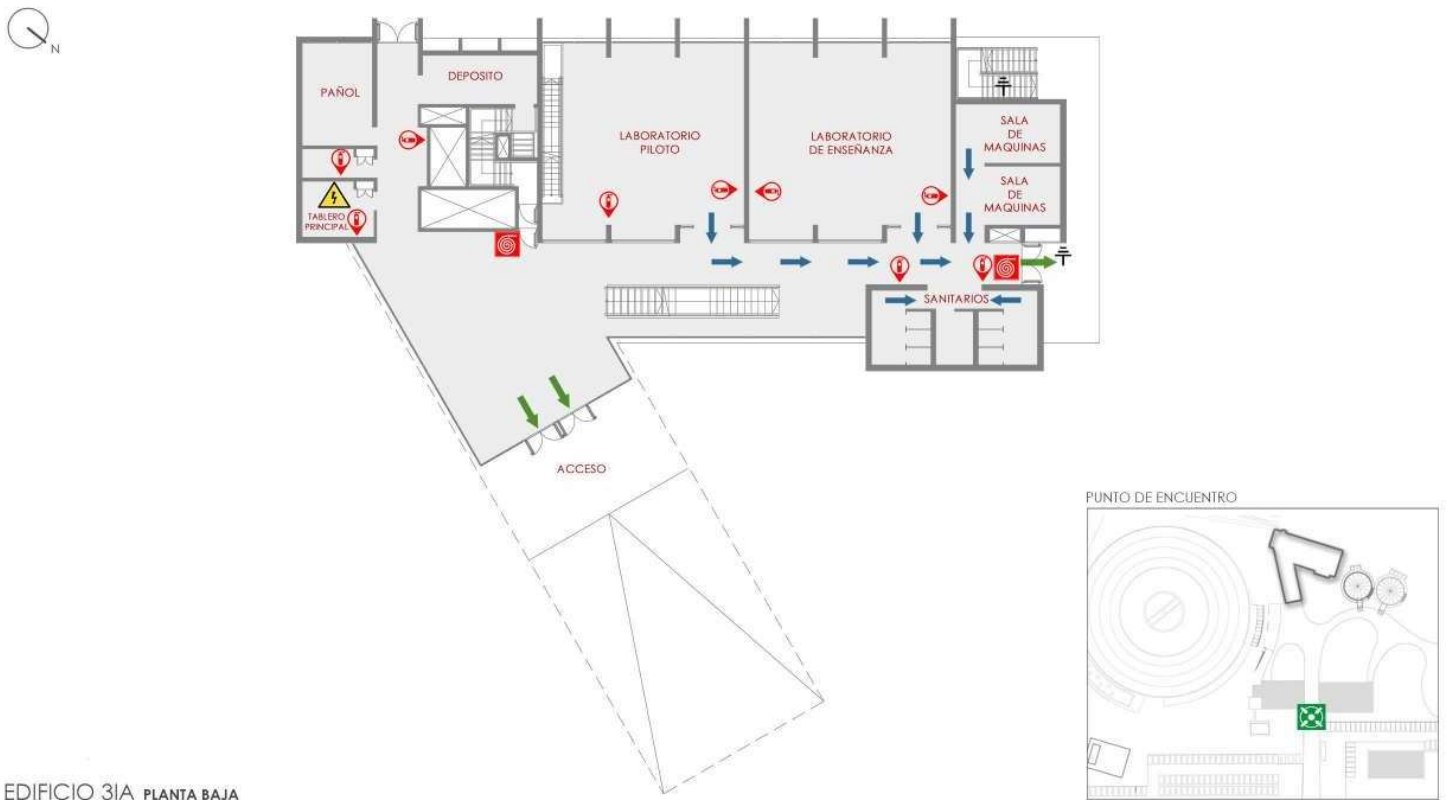 N
PAÑOL
DEPOSITO
LABORATORIO
PILOTO
LABORATORIO
DE ENSEÑANZA
SALA
DE
MAQUINAS
SALA
DE
MAQUINAS
TABLERO
PRINCIPAL
SANITARIOS
ACCESO
PUNTO DE ENCUENTRO
EDIFICIO 3IA PLANTA BAJA